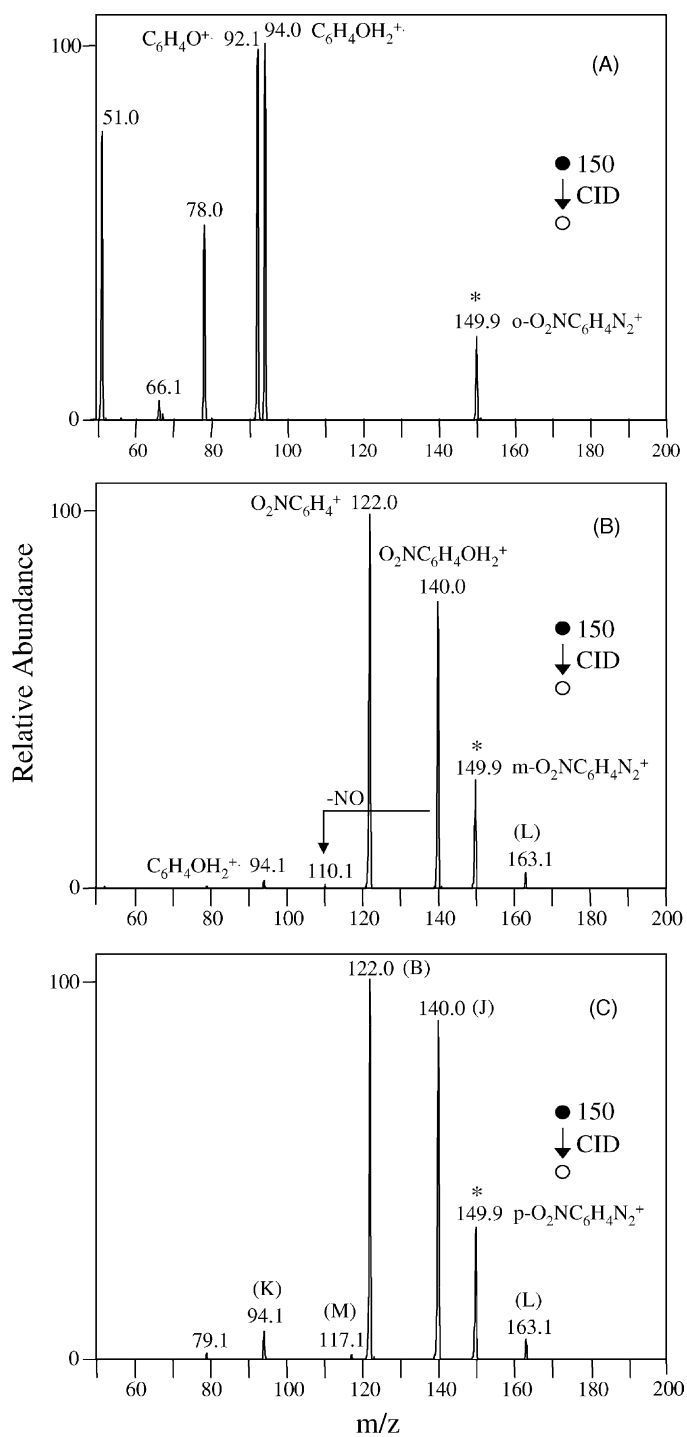 100
C₆H₄O⁺· 92.1 94.0 C₆H₄OH₂⁺·
(A)
51.0
● 150
CID
○
78.0
*
149.9 o-O₂NC₆H₄N₂⁺
66.1
0
60 80 100 120 140 160 180 200
O₂NC₆H₄⁺ 122.0
100
(B)
O₂NC₆H₄OH₂⁺
140.0
● 150
CID
○
Relative Abundance
*
149.9 m-O₂NC₆H₄N₂⁺
-NO
(L)
C₆H₄OH₂⁺· 94.1 110.1 163.1
0
60 80 100 120 140 160 180 200
122.0 (B)
100
140.0 (J)
(C)
● 150
CID
○
*
149.9 p-O₂NC₆H₄N₂⁺
(K)
94.1
(M)
117.1
(L)
163.1
79.1
0
60 80 100 120 140 160 180 200
m/z